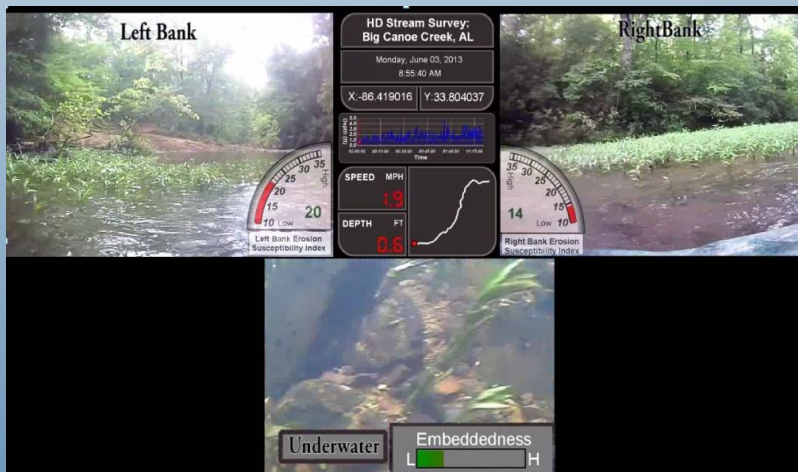 Left Bank
HD Stream Survey:
Big Canoe Creek, AL
Monday, June 03, 2013
8:55:40 AM
X:-86.419016 Y:33.804037
Depth (ft)
Time
SPEED MPH
1.9
DEPTH FT
0.6
RightBank
10 15 20 25 30 35
High
20
Low
Left Bank Erosion
Susceptibility Index
35 30 25 20 15 10
High
14
Low
Right Bank Erosion
Susceptibility Index
Underwater
Embeddedness
L H